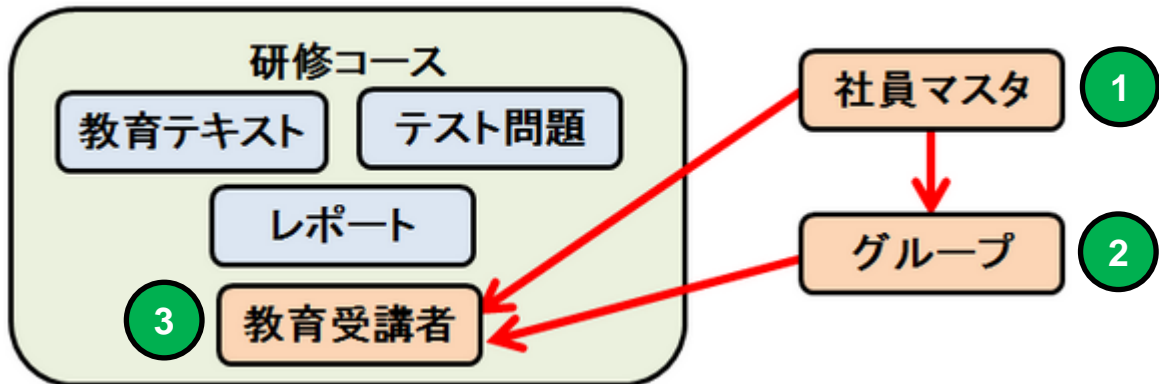 研修コース
教育テキスト
テスト問題
レポート
3
教育受講者
社員マスタ
1
グループ
2